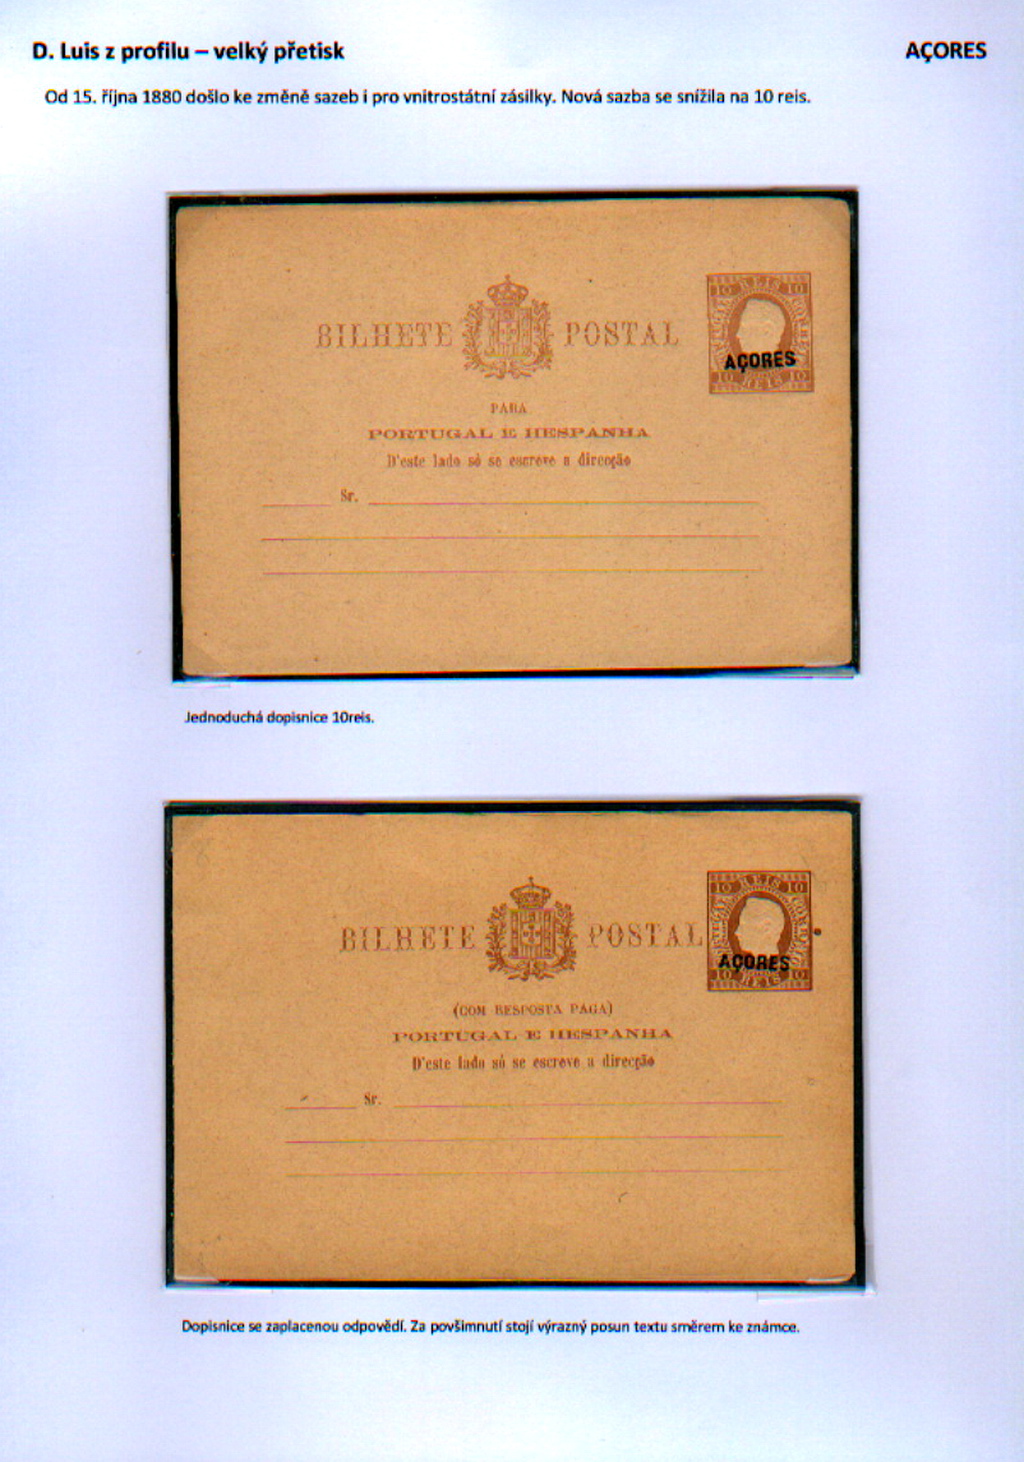 D. Luis z profilu – velký přetisk AÇORES
Od 15. října 1880 došlo ke změně sazeb i pro vnitrostátní zásilky. Nová sazba se snížila na 10 reis.
BILHETE POSTAL
10 REIS 10
AÇORES
10 REIS 10
PARA
PORTUGAL E HESPANHA
D'este lado só se escreve a direcção
Sr.
Jednoduchá dopisnice 10reis.
BILHETE POSTAL
10 REIS 10
AÇORES
10 REIS 10
(COM RESPOSTA PAGA)
PORTUGAL E HESPANHA
D'este lado só se escreve a direcção
Sr.
Dopisnice se zaplacenou odpovědí. Za povšimnutí stojí výrazný posun textu směrem ke známce.